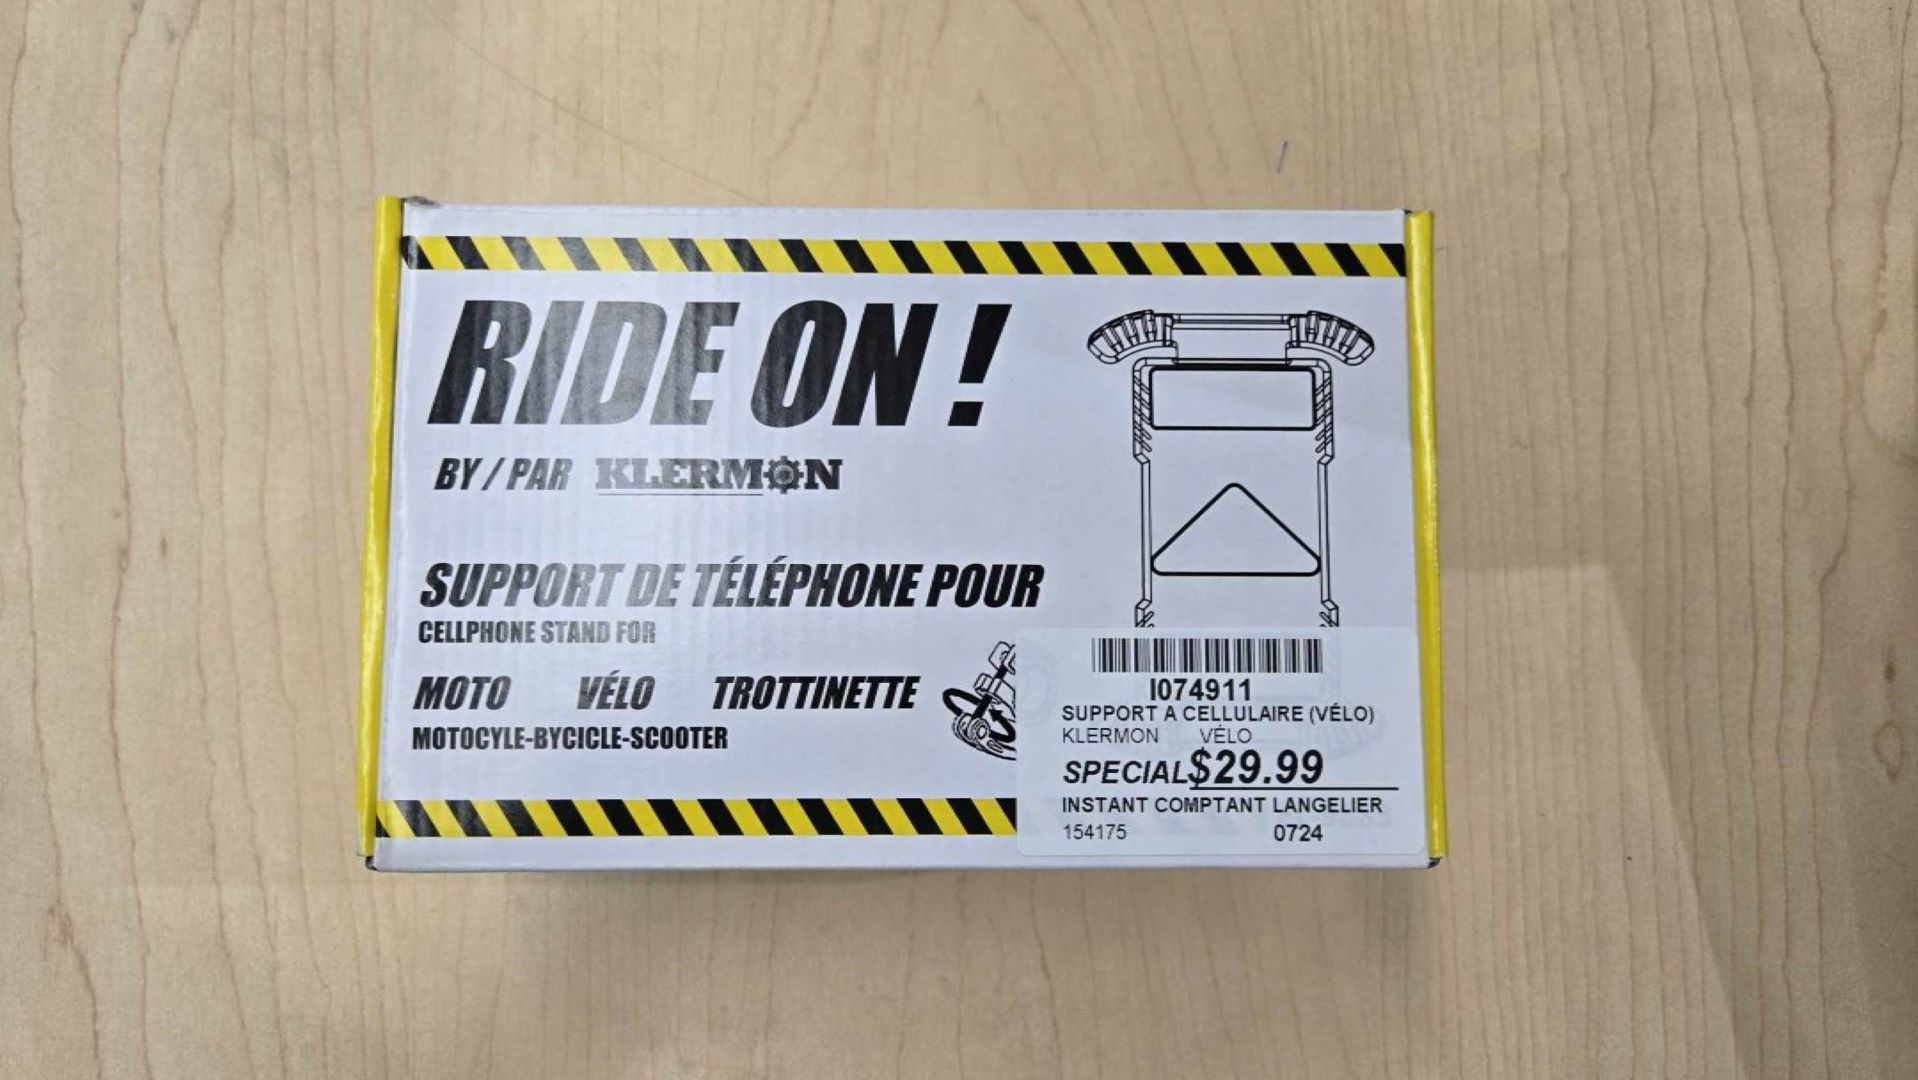 RIDE ON !
BY / PAR KLERMON
SUPPORT DE TÉLÉPHONE POUR
CELLPHONE STAND FOR
MOTO VÉLO TROTTINETTE
MOTOCYLE-BYCICLE-SCOOTER
I074911
SUPPORT A CELLULAIRE (VÉLO)
KLERMON VÉLO
SPECIAL $29.99
INSTANT COMPTANT LANGELIER
154175 0724